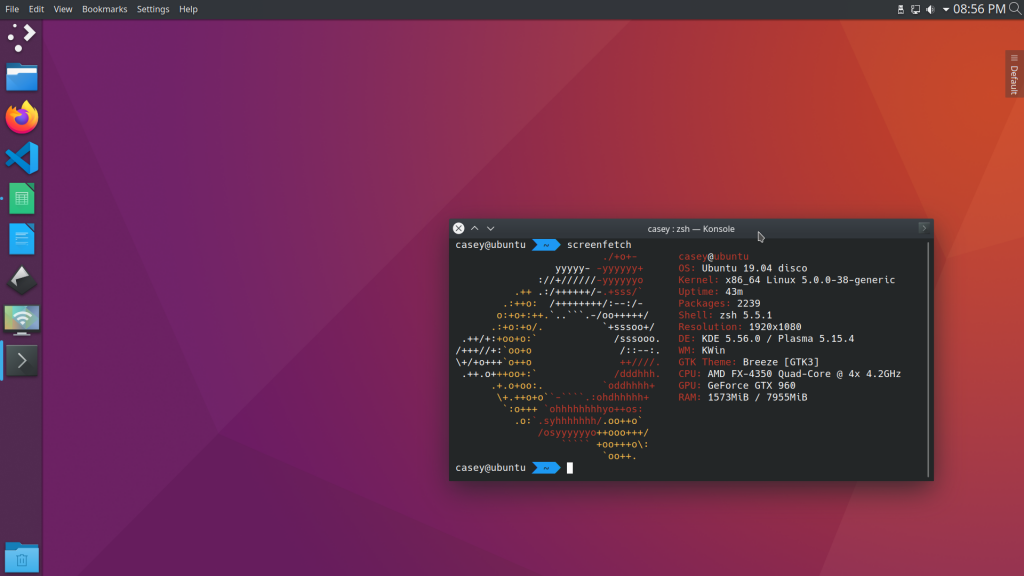 File Edit View Bookmarks Settings Help
08:56 PM
Default
casey : zsh — Konsole
casey@ubuntu ~ screenfetch
./+o+- casey@ubuntu
yyyyy- -yyyyyy+ OS: Ubuntu 19.04 disco
://+//////-yyyyyyo Kernel: x86_64 Linux 5.0.0-38-generic
.++ .:/++++++/-.+sss/` Uptime: 43m
.:++o: /++++++++/:--:/- Packages: 2239
o:+o+:++.`..```.-/oo+++++/ Shell: zsh 5.5.1
.:+o:+o/. `+sssoo+/ Resolution: 1920x1080
.++/+:+oo+o:` /sssooo. DE: KDE 5.56.0 / Plasma 5.15.4
/+++//+:`oo+o /::--:. WM: KWin
\+/+o+++`o++o ++////. GTK Theme: Breeze [GTK3]
.++.o+++oo+:` /dddhhh. CPU: AMD FX-4350 Quad-Core @ 4x 4.2GHz
.+.o+oo:. `oddhhhh+ GPU: GeForce GTX 960
\+.++o+o``-````.:ohdhhhhh+ RAM: 1573MiB / 7955MiB
`:o+++ `ohhhhhhhhyo++os:
.o:`.syhhhhhhh/.oo++o`
/osyyyyyyo++ooo+++/
````` +oo+++o\:
`oo++.
casey@ubuntu ~